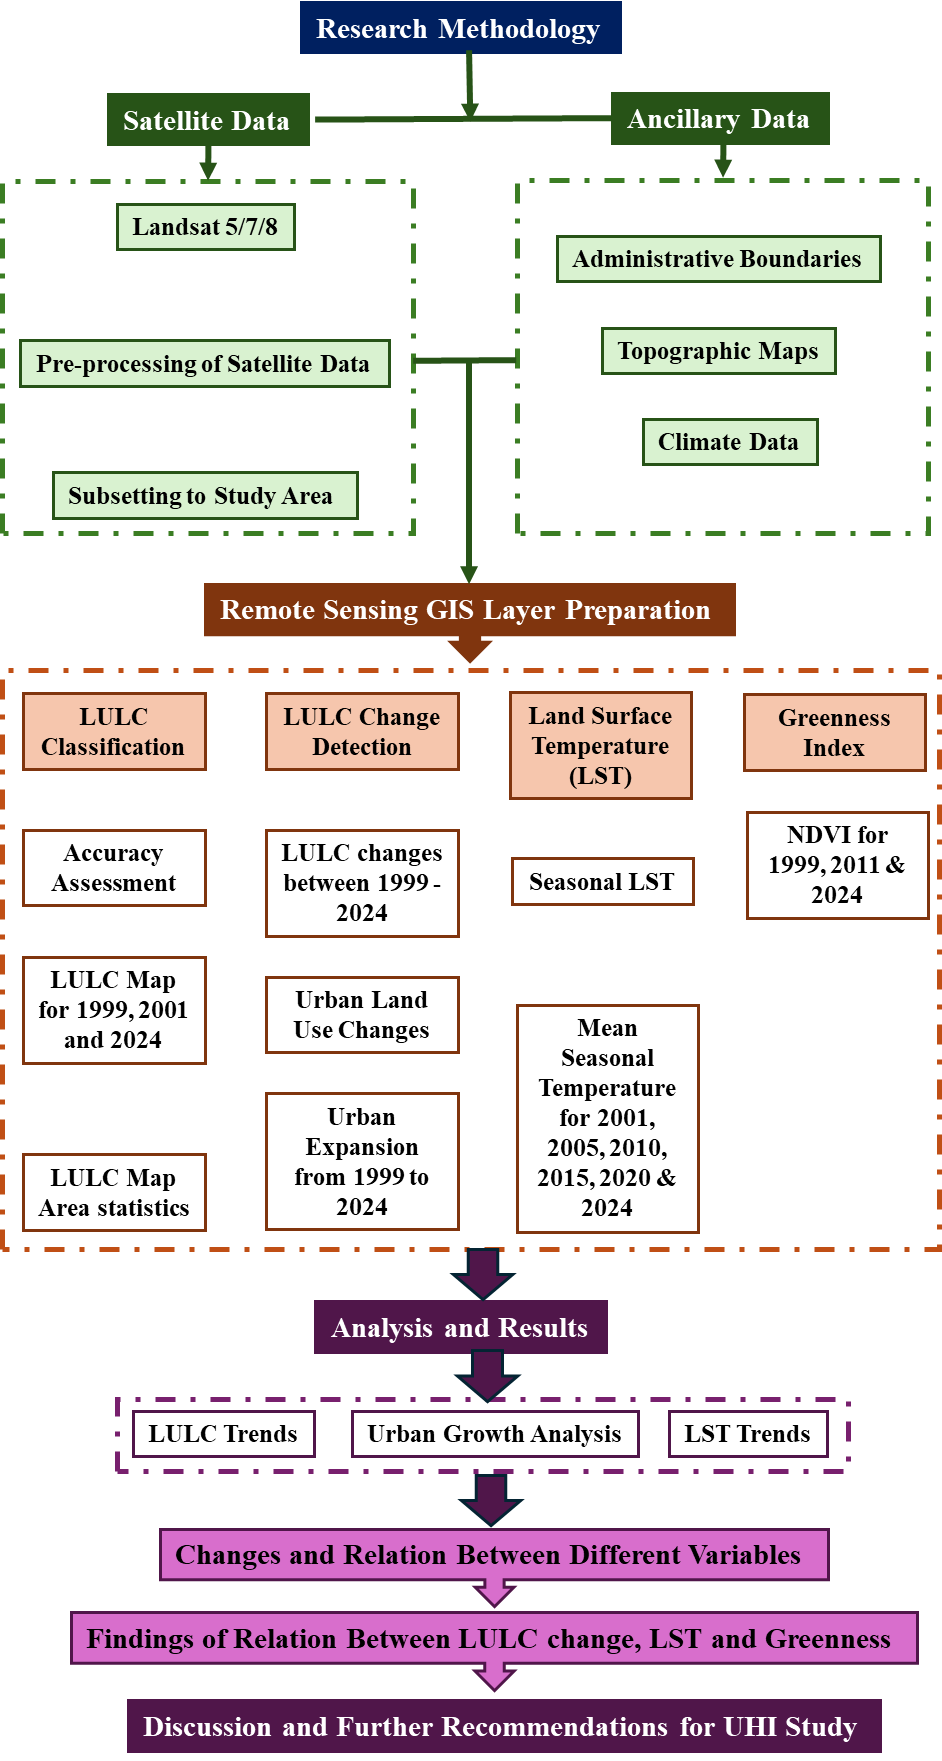 Research Methodology
Satellite Data
Ancillary Data
Landsat 5/7/8
Pre-processing of Satellite Data
Subsetting to Study Area
Administrative Boundaries
Topographic Maps
Climate Data
Remote Sensing GIS Layer Preparation
LULC
Classification
Accuracy
Assessment
LULC Map
for 1999, 2001
and 2024
LULC Map
Area statistics
LULC Change
Detection
LULC changes
between 1999 -
2024
Urban Land
Use Changes
Urban
Expansion
from 1999 to
2024
Land Surface
Temperature
(LST)
Seasonal LST
Mean
Seasonal
Temperature
for 2001,
2005, 2010,
2015, 2020 &
2024
Greenness
Index
NDVI for
1999, 2011 &
2024
Analysis and Results
LULC Trends
Urban Growth Analysis
LST Trends
Changes and Relation Between Different Variables
Findings of Relation Between LULC change, LST and Greenness
Discussion and Further Recommendations for UHI Study